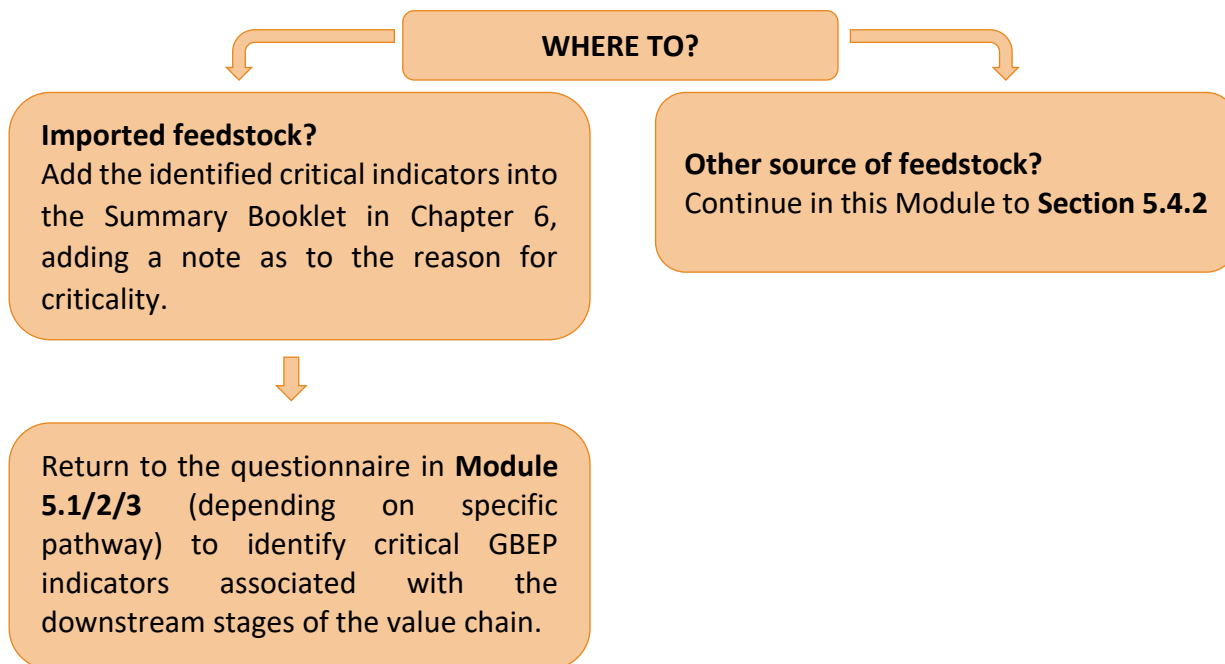 WHERE TO?
Imported feedstock?
Add the identified critical indicators into
the Summary Booklet in Chapter 6,
adding a note as to the reason for
criticality.
Other source of feedstock?
Continue in this Module to Section 5.4.2
Return to the questionnaire in Module
5.1/2/3 (depending on specific
pathway) to identify critical GBEP
indicators associated with the
downstream stages of the value chain.